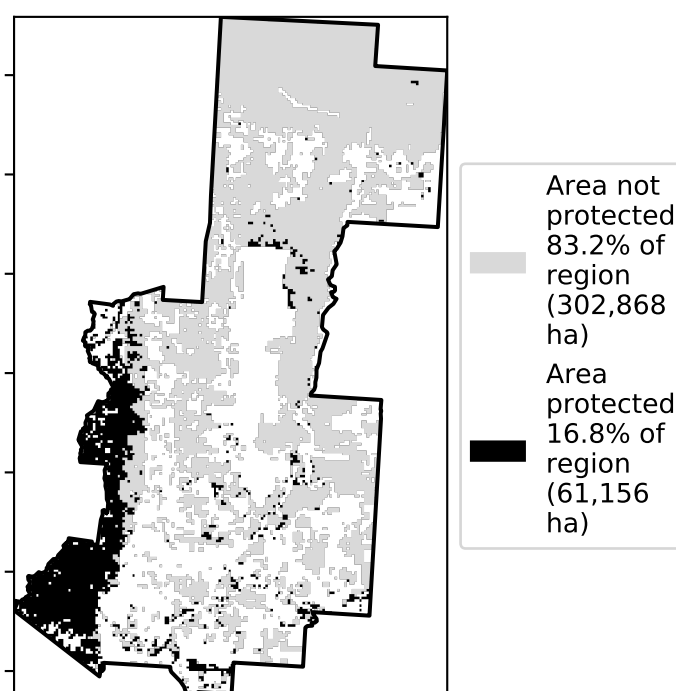 Area not
protected
83.2% of
region
(302,868
ha)
Area
protected
16.8% of
region
(61,156
ha)